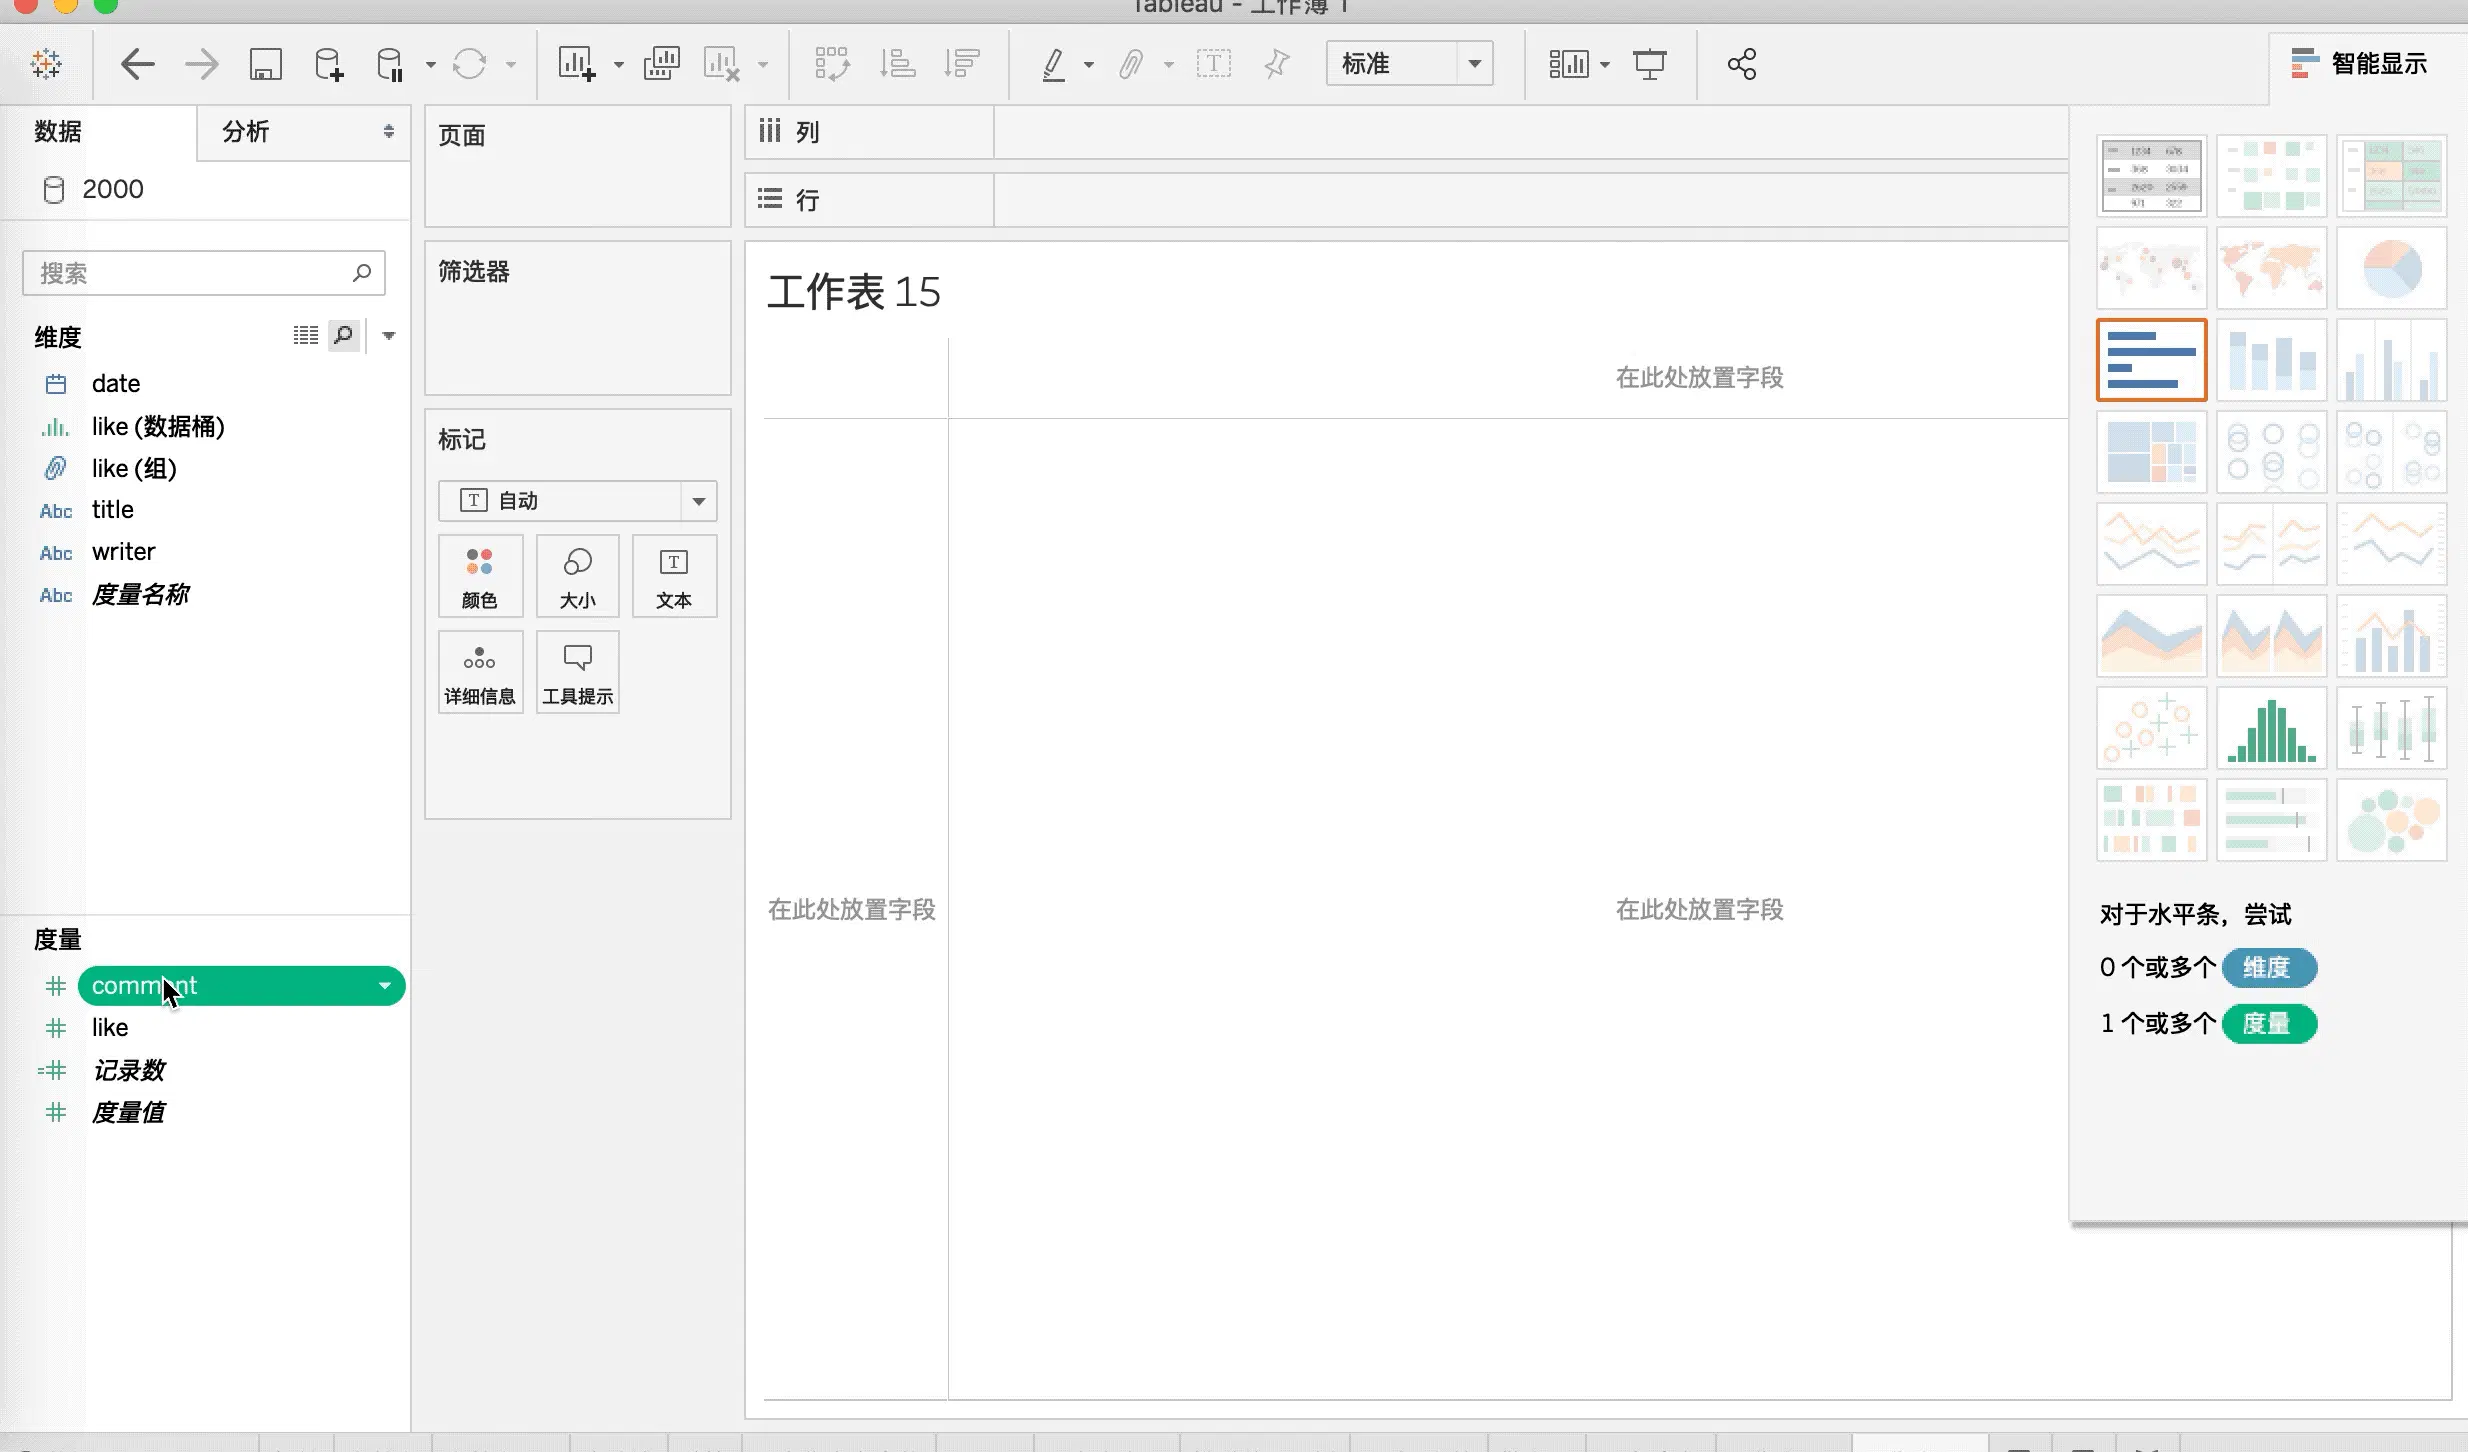 Tableau - 工作簿 1
标准
智能显示
数据
分析
2000
搜索
维度
date
like (数据桶)
like (组)
Abc title
Abc writer
Abc 度量名称
度量
comment
like
记录数
度量值
页面
筛选器
标记
自动
颜色
大小
文本
详细信息
工具提示
列
行
工作表 15
在此处放置字段
在此处放置字段
在此处放置字段
对于水平条，尝试
0 个或多个 维度
1 个或多个 度量